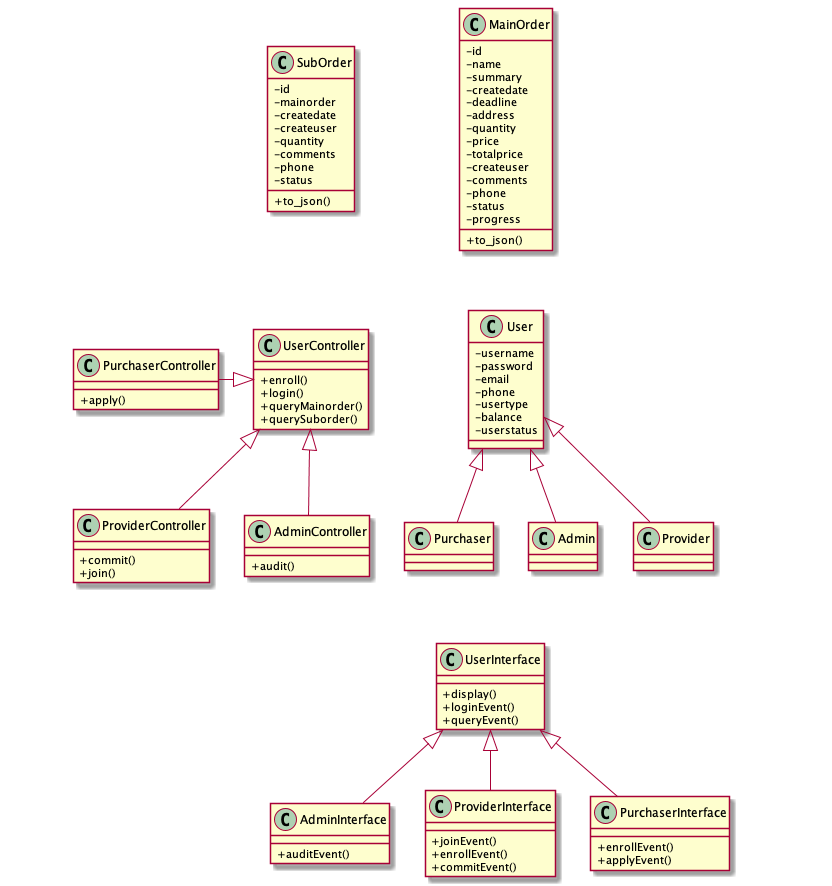 C SubOrder
-id
-mainorder
-createdate
-createuser
-quantity
-comments
-phone
-status
+to_json()
C MainOrder
-id
-name
-summary
-createdate
-deadline
-address
-quantity
-price
-totalprice
-createuser
-comments
-phone
-status
-progress
+to_json()
C PurchaserController
+apply()
C UserController
+enroll()
+login()
+queryMainorder()
+querySuborder()
C User
-username
-password
-email
-phone
-usertype
-balance
-userstatus
C ProviderController
+commit()
+join()
C AdminController
+audit()
C Purchaser
C Admin
C Provider
C UserInterface
+display()
+loginEvent()
+queryEvent()
C AdminInterface
+auditEvent()
C ProviderInterface
+joinEvent()
+enrollEvent()
+commitEvent()
C PurchaserInterface
+enrollEvent()
+applyEvent()